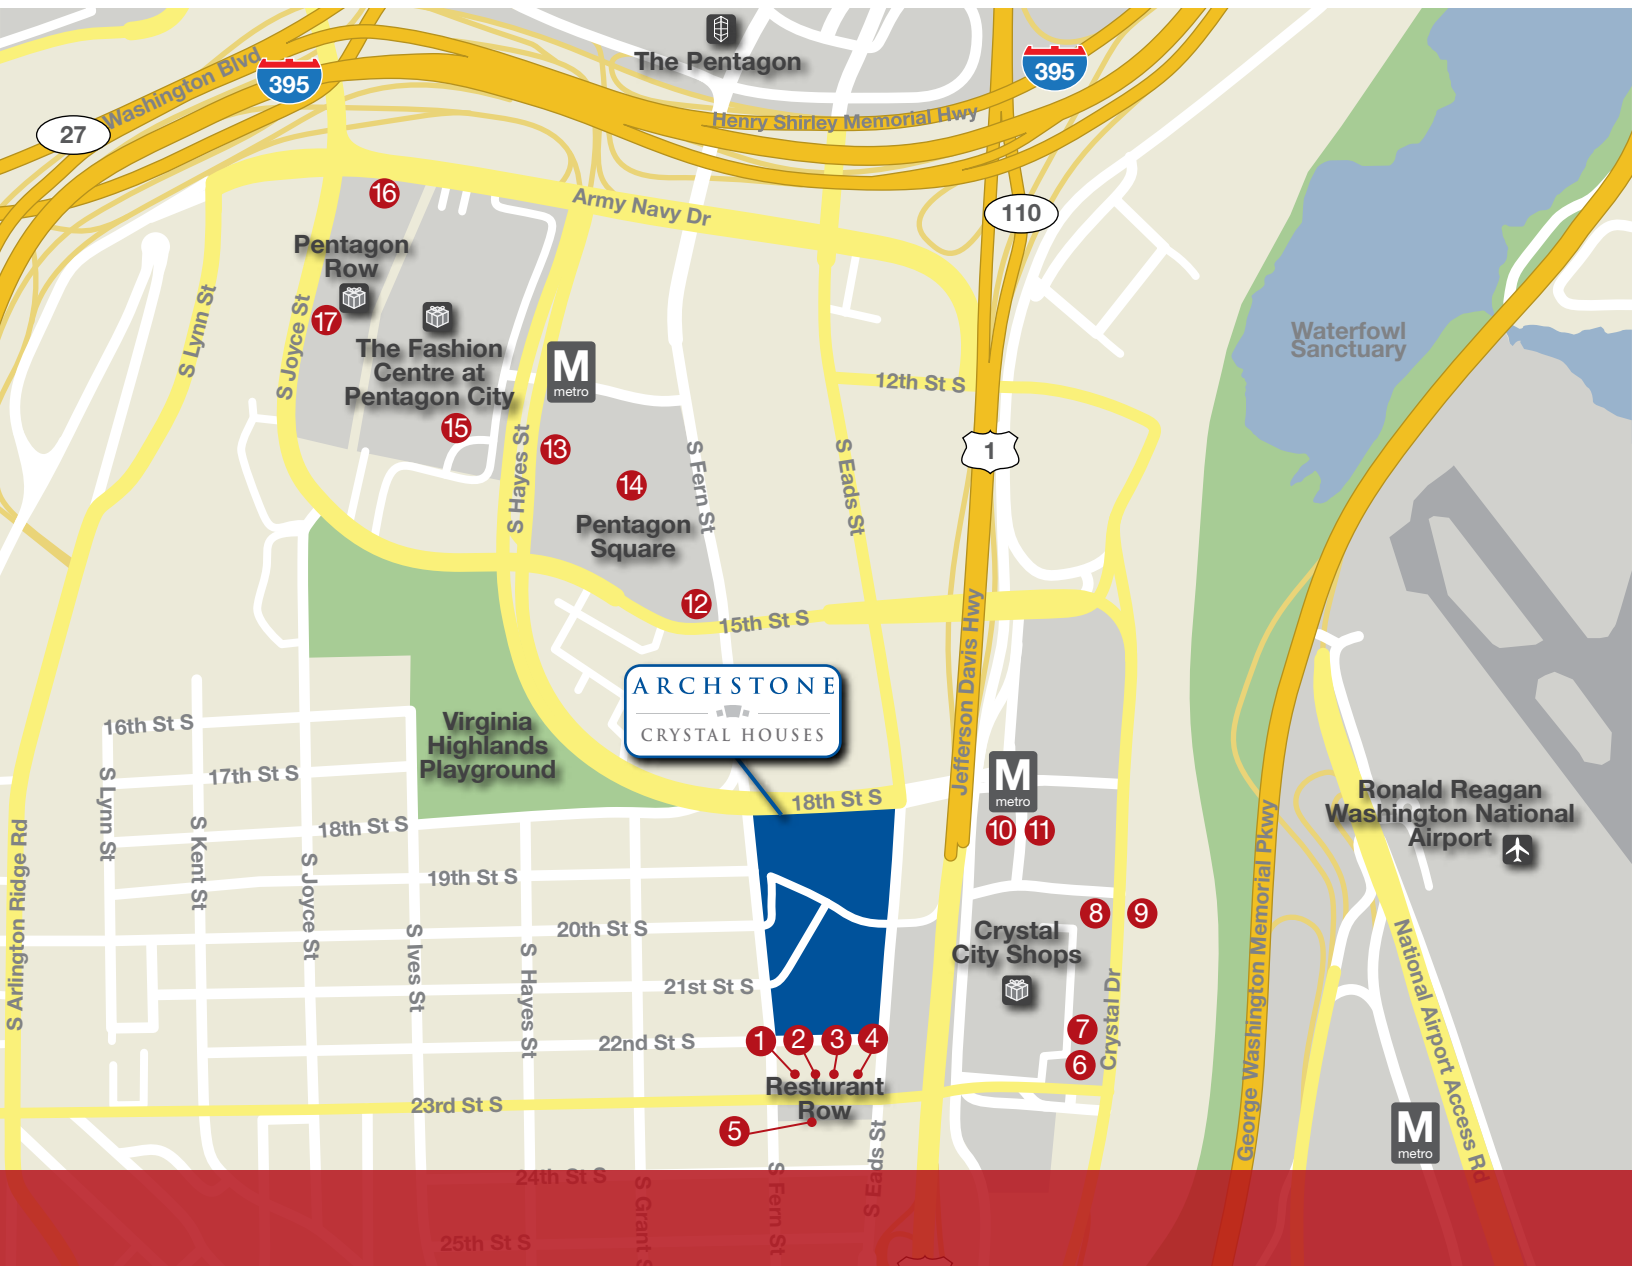 The Pentagon
395
395
Washington Blvd
27
Henry Shirley Memorial Hwy
16
Army Navy Dr
110
Pentagon
Row
17
S Lynn St
S Joyce St
The Fashion
Centre at
Pentagon City
M
metro
Waterfowl
Sanctuary
12th St S
15
13
1
S Hayes St
14
S Fern St
S Eads St
Pentagon
Square
12
15th St S
Jefferson Davis Hwy
ARCHSTONE
CRYSTAL HOUSES
16th St S
Virginia
Highlands
Playground
17th St S
S Lynn St
M
metro
18th St S
18th St S
10
11
Ronald Reagan
Washington National
Airport
S Kent St
S Joyce St
19th St S
8
9
S Arlington Ridge Rd
20th St S
Crystal
City Shops
S Ives St
S Hayes St
21st St S
George Washington Memorial Pkwy
National Airport Access Rd
Crystal Dr
7
22nd St S
1
2
3
4
6
Resturant
Row
23rd St S
5
M
metro
S Eads St
24th St S
S Fern St
S Grant S
25th St S